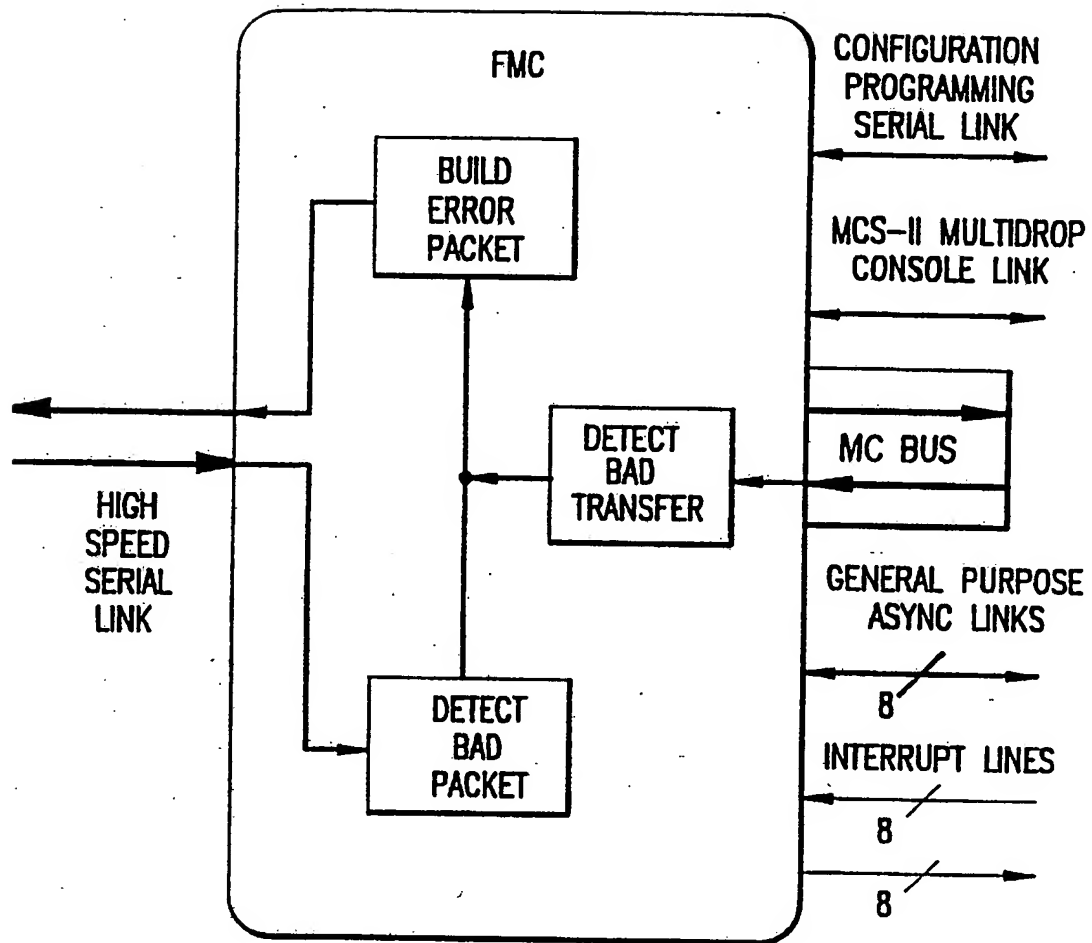 FMC
BUILD
ERROR
PACKET
DETECT
BAD
TRANSFER
DETECT
BAD
PACKET
HIGH
SPEED
SERIAL
LINK
CONFIGURATION
PROGRAMMING
SERIAL LINK
MCS-II MULTIDROP
CONSOLE LINK
MC BUS
GENERAL PURPOSE
ASYNC LINKS
8
INTERRUPT LINES
8
8